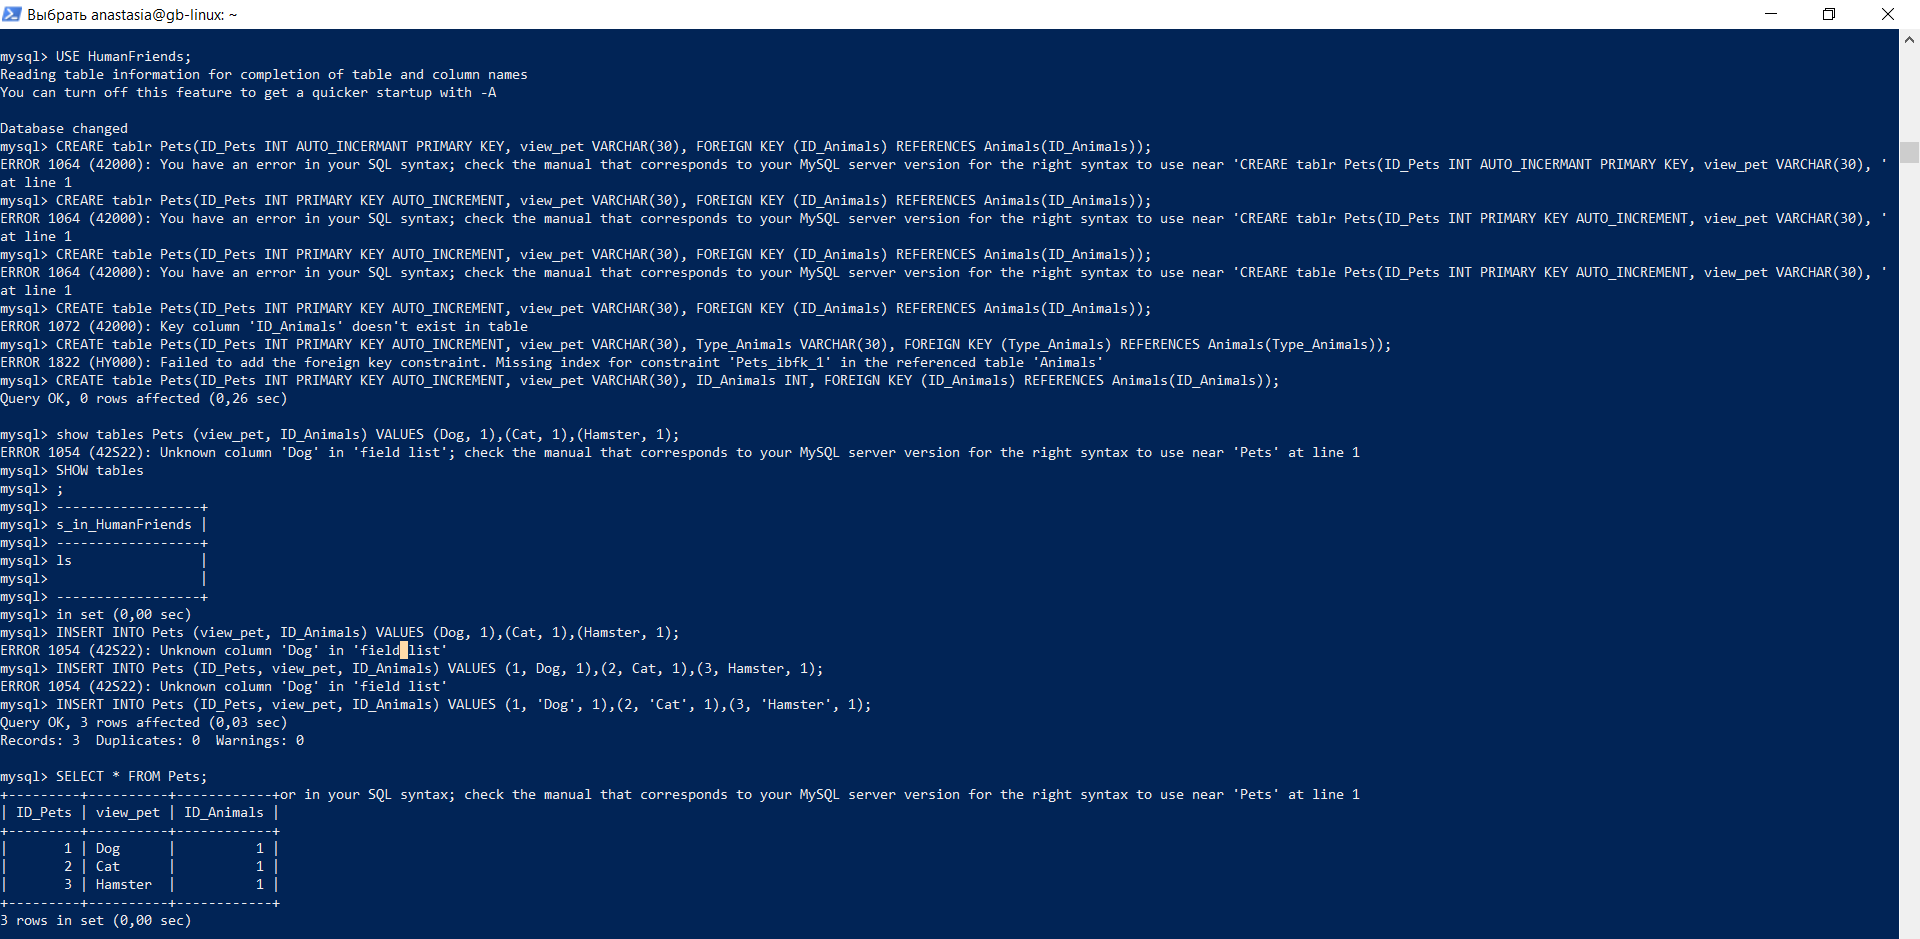 Выбрать anastasia@gb-linux: ~
mysql> USE HumanFriends;
Reading table information for completion of table and column names
You can turn off this feature to get a quicker startup with -A
Database changed
mysql> CREARE tablr Pets(ID_Pets INT AUTO_INCERMANT PRIMARY KEY, view_pet VARCHAR(30), FOREIGN KEY (ID_Animals) REFERENCES Animals(ID_Animals));
ERROR 1064 (42000): You have an error in your SQL syntax; check the manual that corresponds to your MySQL server version for the right syntax to use near 'CREARE tablr Pets(ID_Pets INT AUTO_INCERMANT PRIMARY KEY, view_pet VARCHAR(30), '
at line 1
mysql> CREARE tablr Pets(ID_Pets INT PRIMARY KEY AUTO_INCREMENT, view_pet VARCHAR(30), FOREIGN KEY (ID_Animals) REFERENCES Animals(ID_Animals));
ERROR 1064 (42000): You have an error in your SQL syntax; check the manual that corresponds to your MySQL server version for the right syntax to use near 'CREARE tablr Pets(ID_Pets INT PRIMARY KEY AUTO_INCREMENT, view_pet VARCHAR(30), '
at line 1
mysql> CREARE table Pets(ID_Pets INT PRIMARY KEY AUTO_INCREMENT, view_pet VARCHAR(30), FOREIGN KEY (ID_Animals) REFERENCES Animals(ID_Animals));
ERROR 1064 (42000): You have an error in your SQL syntax; check the manual that corresponds to your MySQL server version for the right syntax to use near 'CREARE table Pets(ID_Pets INT PRIMARY KEY AUTO_INCREMENT, view_pet VARCHAR(30), '
at line 1
mysql> CREATE table Pets(ID_Pets INT PRIMARY KEY AUTO_INCREMENT, view_pet VARCHAR(30), FOREIGN KEY (ID_Animals) REFERENCES Animals(ID_Animals));
ERROR 1072 (42000): Key column 'ID_Animals' doesn't exist in table
mysql> CREATE table Pets(ID_Pets INT PRIMARY KEY AUTO_INCREMENT, view_pet VARCHAR(30), Type_Animals VARCHAR(30), FOREIGN KEY (Type_Animals) REFERENCES Animals(Type_Animals));
ERROR 1822 (HY000): Failed to add the foreign key constraint. Missing index for constraint 'Pets_ibfk_1' in the referenced table 'Animals'
mysql> CREATE table Pets(ID_Pets INT PRIMARY KEY AUTO_INCREMENT, view_pet VARCHAR(30), ID_Animals INT, FOREIGN KEY (ID_Animals) REFERENCES Animals(ID_Animals));
Query OK, 0 rows affected (0,26 sec)
mysql> show tables Pets (view_pet, ID_Animals) VALUES (Dog, 1),(Cat, 1),(Hamster, 1);
ERROR 1054 (42S22): Unknown column 'Dog' in 'field list'; check the manual that corresponds to your MySQL server version for the right syntax to use near 'Pets' at line 1
mysql> SHOW tables
mysql> ;
mysql> ------------------+
mysql> s_in_HumanFriends |
mysql> ------------------+
mysql> ls                |
mysql>                   |
mysql> ------------------+
mysql> in set (0,00 sec)
mysql> INSERT INTO Pets (view_pet, ID_Animals) VALUES (Dog, 1),(Cat, 1),(Hamster, 1);
ERROR 1054 (42S22): Unknown column 'Dog' in 'field list'
mysql> INSERT INTO Pets (ID_Pets, view_pet, ID_Animals) VALUES (1, Dog, 1),(2, Cat, 1),(3, Hamster, 1);
ERROR 1054 (42S22): Unknown column 'Dog' in 'field list'
mysql> INSERT INTO Pets (ID_Pets, view_pet, ID_Animals) VALUES (1, 'Dog', 1),(2, 'Cat', 1),(3, 'Hamster', 1);
Query OK, 3 rows affected (0,03 sec)
Records: 3  Duplicates: 0  Warnings: 0
mysql> SELECT * FROM Pets;
+---------+----------+------------+or in your SQL syntax; check the manual that corresponds to your MySQL server version for the right syntax to use near 'Pets' at line 1
| ID_Pets | view_pet | ID_Animals |
+---------+----------+------------+
|       1 | Dog      |          1 |
|       2 | Cat      |          1 |
|       3 | Hamster  |          1 |
+---------+----------+------------+
3 rows in set (0,00 sec)